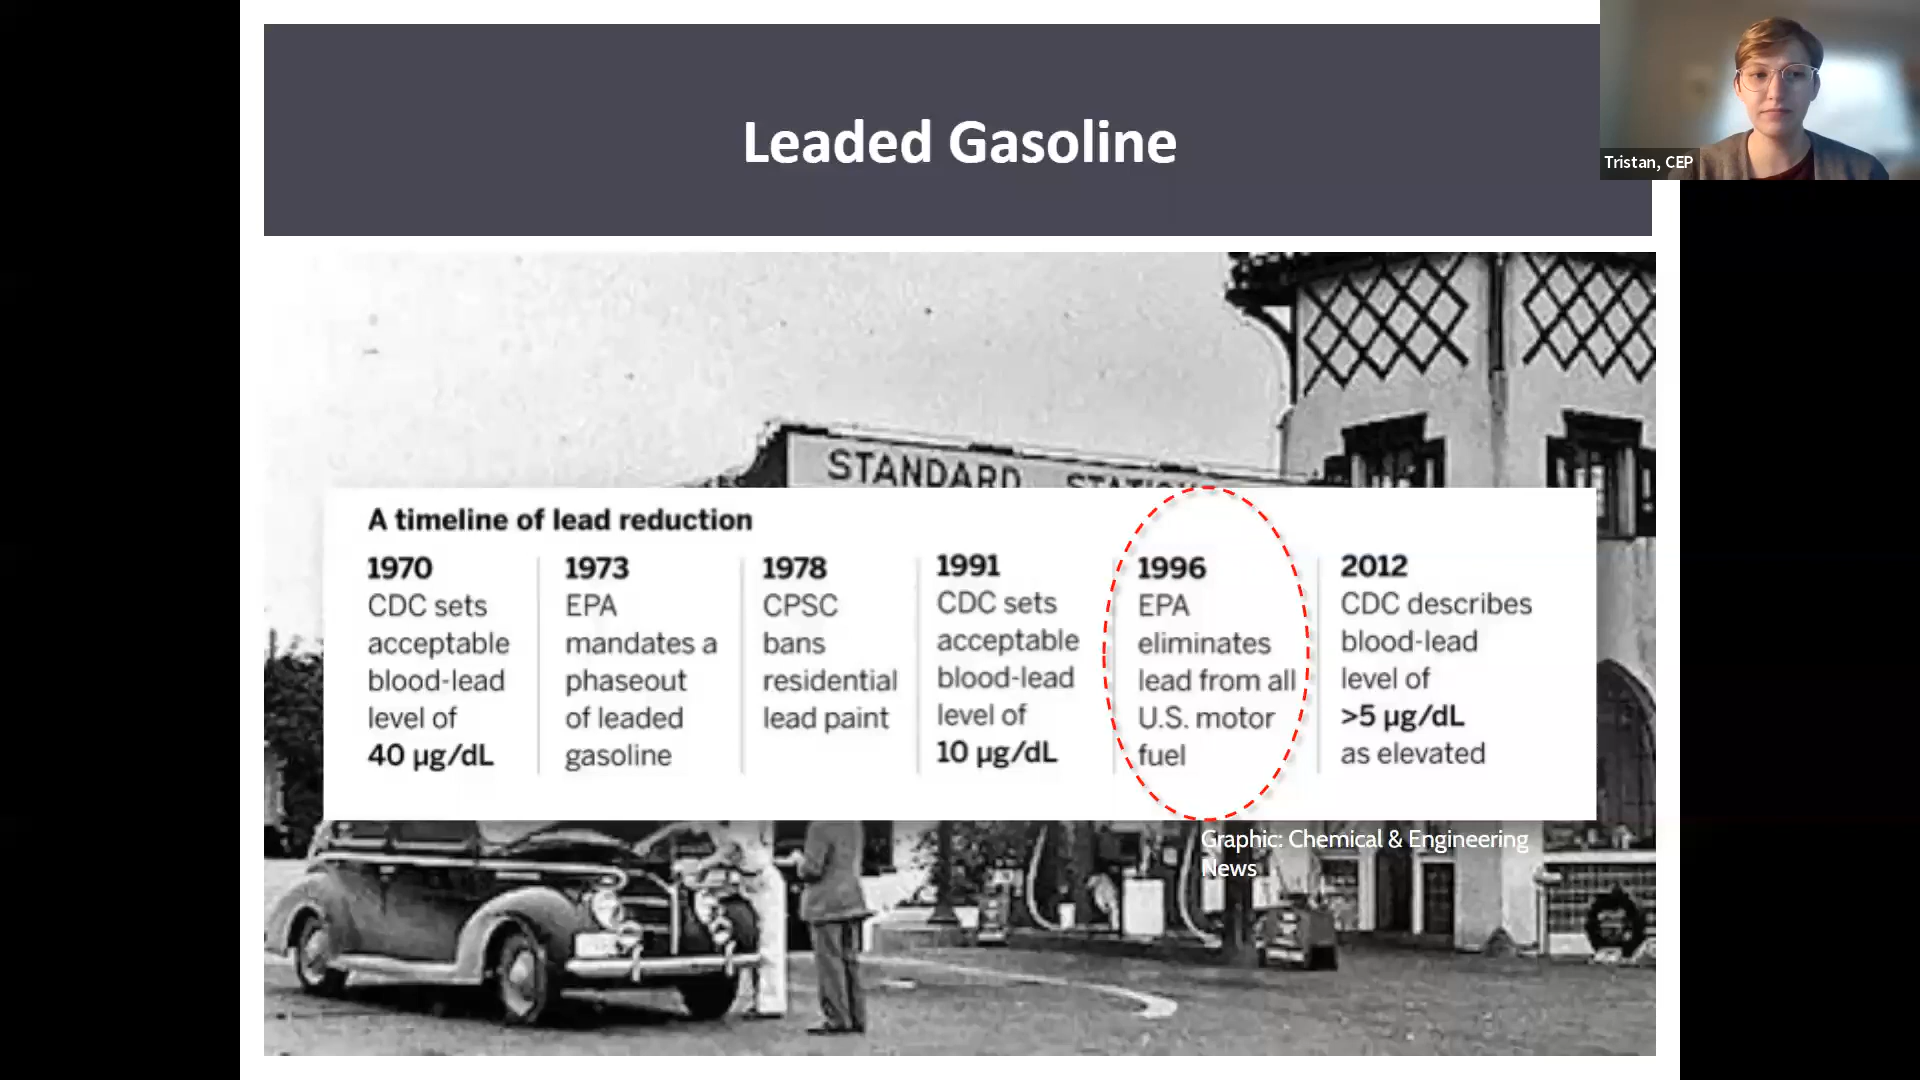 Leaded Gasoline
Tristan, CEP
STANDARD STATION
A timeline of lead reduction
1970
CDC sets
acceptable
blood-lead
level of
40 µg/dL
1973
EPA
mandates a
phaseout
of leaded
gasoline
1978
CPSC
bans
residential
lead paint
1991
CDC sets
acceptable
blood-lead
level of
10 µg/dL
1996
EPA
eliminates
lead from all
U.S. motor
fuel
2012
CDC describes
blood-lead
level of
>5 µg/dL
as elevated
Graphic: Chemical & Engineering
News